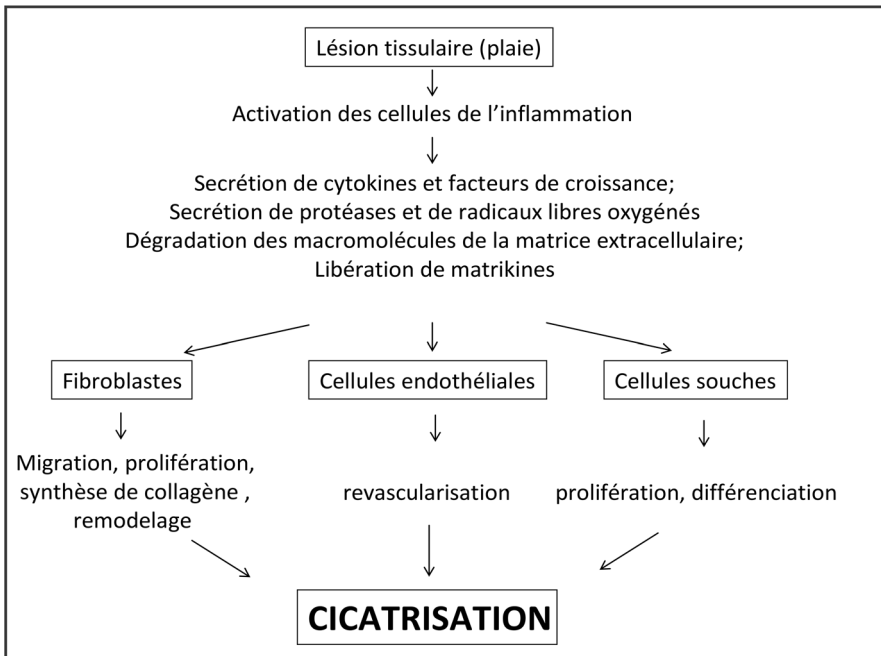 Lésion tissulaire (plaie)
Activation des cellules de l'inflammation
Secrétion de cytokines et facteurs de croissance;
Secrétion de protéases et de radicaux libres oxygénés
Dégradation des macromolécules de la matrice extracellulaire;
Libération de matrikines
Fibroblastes
Cellules endothéliales
Cellules souches
Migration, prolifération,
synthèse de collagène ,
remodelage
revascularisation
prolifération, différenciation
CICATRISATION